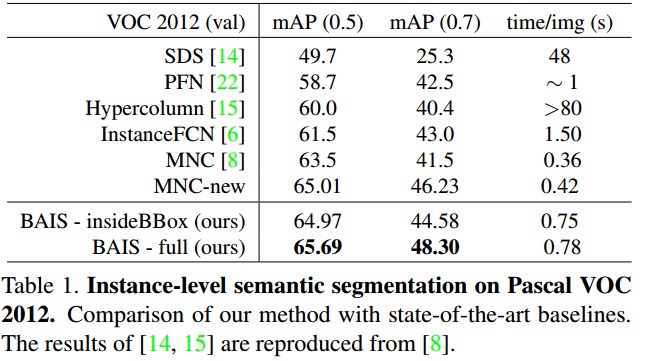 VOC 2012 (val) mAP (0.5) mAP (0.7) time/img (s)
SDS [14] 49.7 25.3 48
PFN [22] 58.7 42.5 ∼ 1
Hypercolumn [15] 60.0 40.4 >80
InstanceFCN [6] 61.5 43.0 1.50
MNC [8] 63.5 41.5 0.36
MNC-new 65.01 46.23 0.42
BAIS - insideBBox (ours) 64.97 44.58 0.75
BAIS - full (ours) 65.69 48.30 0.78
Table 1. Instance-level semantic segmentation on Pascal VOC
2012. Comparison of our method with state-of-the-art baselines.
The results of [14, 15] are reproduced from [8].